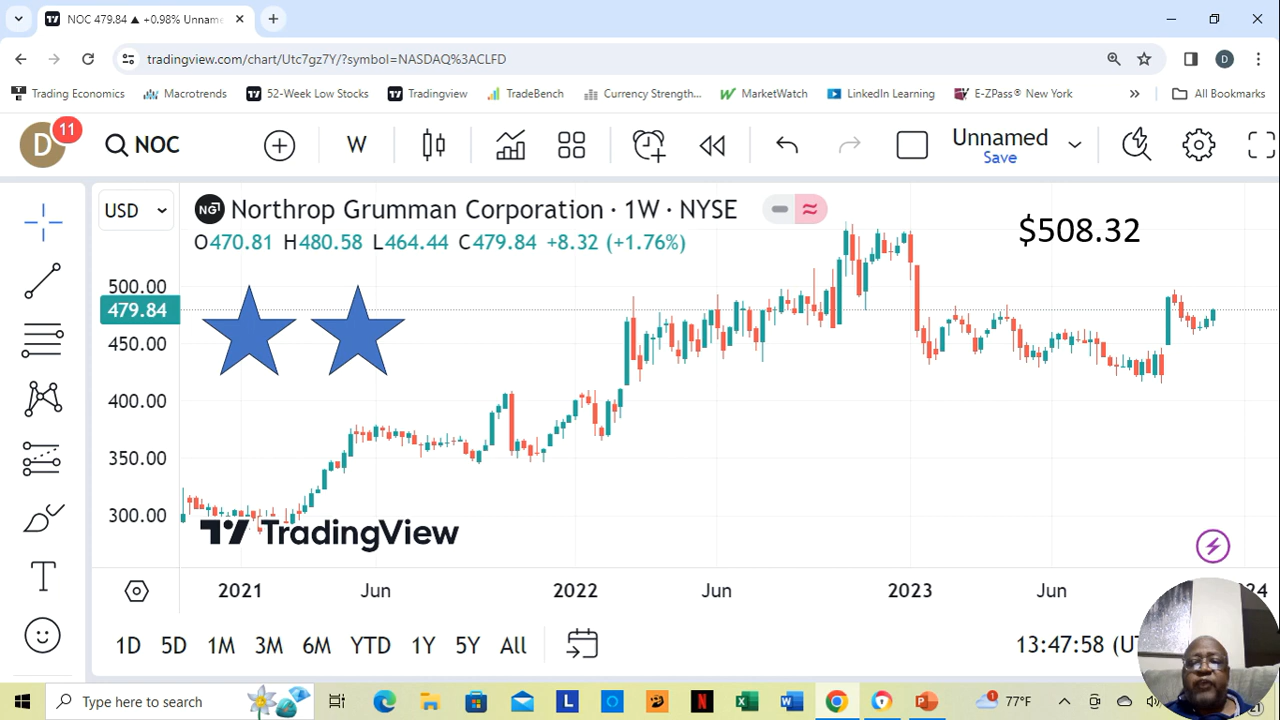 NOC 479.84 ▲ +0.98% Unname
tradingview.com/chart/Utc7gz7Y/?symbol=NASDAQ%3ACLFD
D
Trading Economics
Macrotrends
52-Week Low Stocks
Tradingview
TradeBench
Currency Strength...
MarketWatch
LinkedIn Learning
E-ZPass® New York
»
All Bookmarks
D
11
NOC
W
Unnamed
Save
USD
NG
Northrop Grumman Corporation · 1W · NYSE
O470.81 H480.58 L464.44 C479.84 +8.32 (+1.76%)
$508.32
500.00
479.84
450.00
400.00
350.00
300.00
TradingView
2021 Jun 2022 Jun 2023 Jun
1D 5D 1M 3M 6M YTD 1Y 5Y All
13:47:58 (UT
Type here to search
77°F